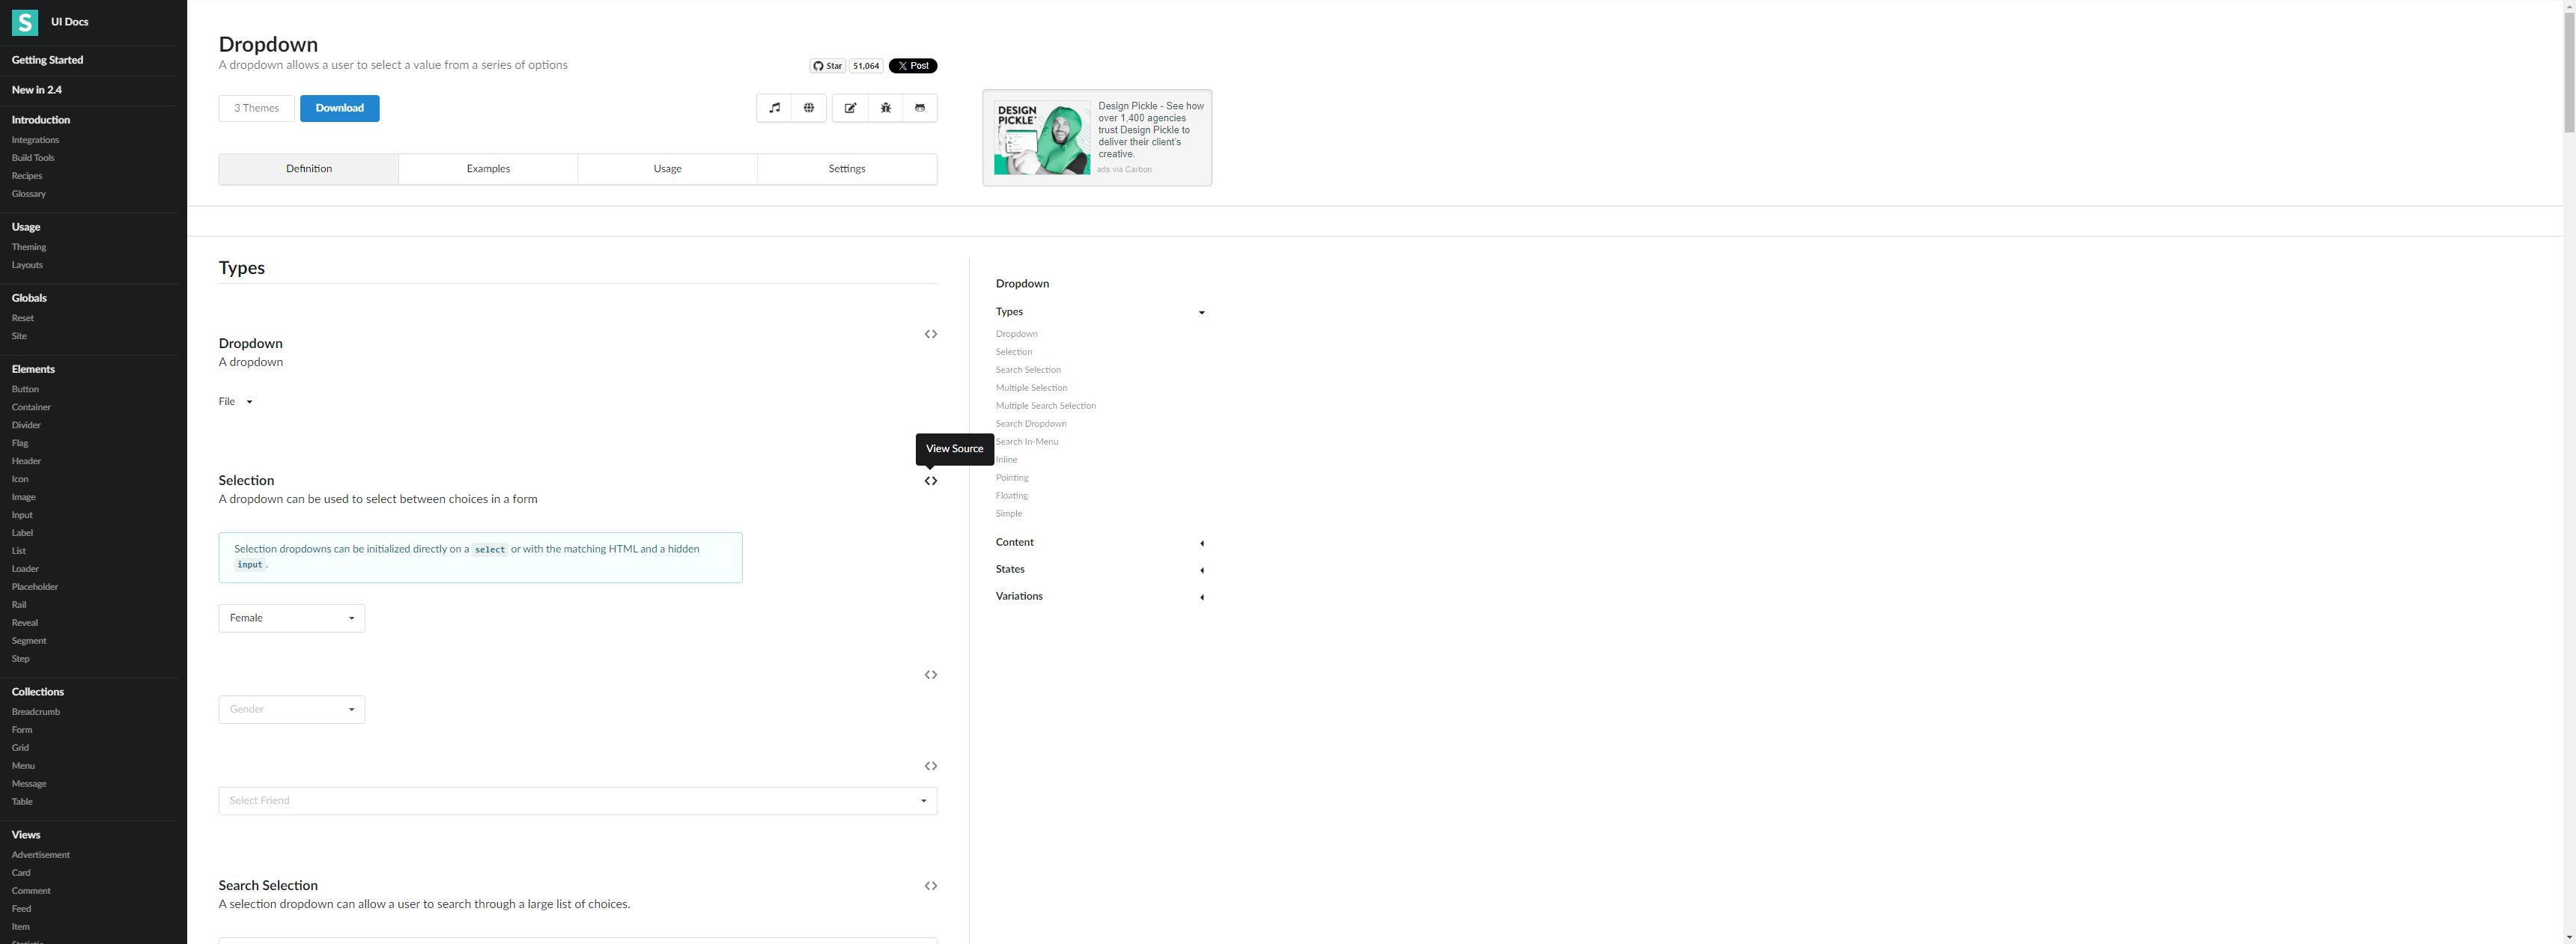 S UI Docs
Getting Started
New in 2.4
Introduction
Integrations
Build Tools
Recipes
Glossary
Usage
Theming
Layouts
Globals
Reset
Site
Elements
Button
Container
Divider
Flag
Header
Icon
Image
Input
Label
List
Loader
Placeholder
Rail
Reveal
Segment
Step
Collections
Breadcrumb
Form
Grid
Menu
Message
Table
Views
Advertisement
Card
Comment
Feed
Item
Statistic
Dropdown
A dropdown allows a user to select a value from a series of options
Star 51,064 Post
3 Themes Download
Definition Examples Usage Settings
DESIGN
PICKLE
Design Pickle - See how
over 1,400 agencies
trust Design Pickle to
deliver their client's
creative.
ads via Carbon
Types
Dropdown
A dropdown
File
View Source
Selection
A dropdown can be used to select between choices in a form
Selection dropdowns can be initialized directly on a select or with the matching HTML and a hidden
input.
Female
Gender
Select Friend
Search Selection
A selection dropdown can allow a user to search through a large list of choices.
Dropdown
Types
Dropdown
Selection
Search Selection
Multiple Selection
Multiple Search Selection
Search Dropdown
Search In-Menu
Inline
Pointing
Floating
Simple
Content
States
Variations